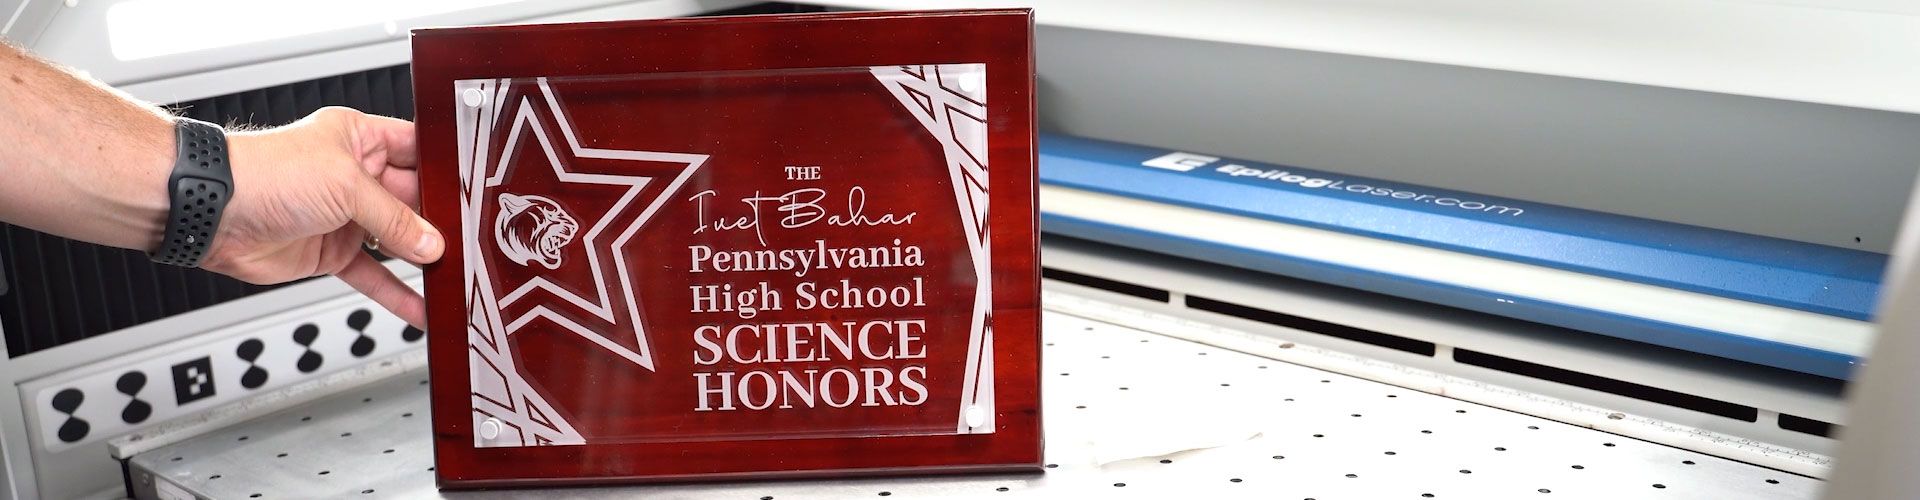 THE
Ivet Bahar
Pennsylvania
High School
SCIENCE
HONORS
EpilogLaser.com